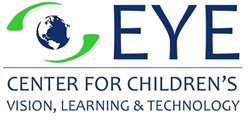 EYE
CENTER FOR CHILDREN'S
VISION, LEARNING & TECHNOLOGY